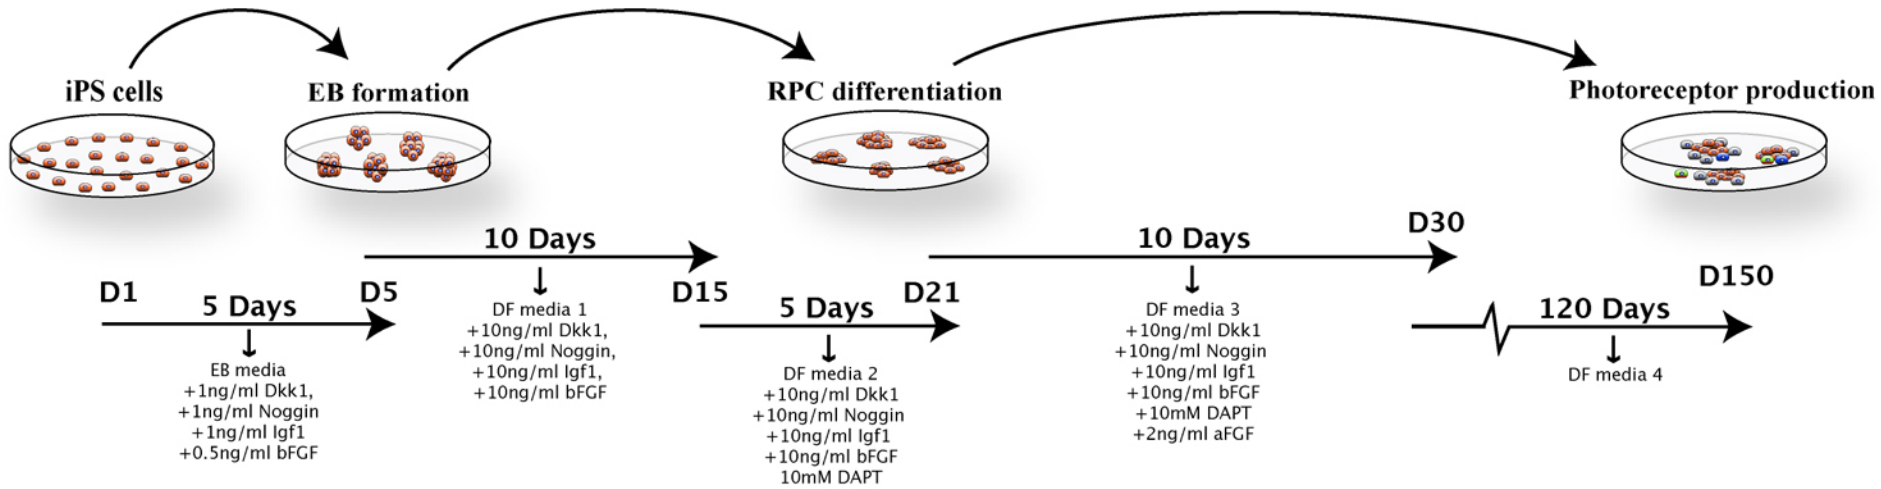 iPS cells
EB formation
RPC differentiation
Photoreceptor production
D1
5 Days
D5
EB media
+1ng/ml Dkk1,
+1ng/ml Noggin
+1ng/ml Igf1
+0.5ng/ml bFGF
10 Days
D15
DF media 1
+10ng/ml Dkk1,
+10ng/ml Noggin,
+10ng/ml Igf1,
+10ng/ml bFGF
5 Days
D21
DF media 2
+10ng/ml Dkk1
+10ng/ml Noggin
+10ng/ml Igf1
+10ng/ml bFGF
10mM DAPT
10 Days
D30
DF media 3
+10ng/ml Dkk1
+10ng/ml Noggin
+10ng/ml Igf1
+10ng/ml bFGF
+10mM DAPT
+2ng/ml aFGF
120 Days
D150
DF media 4